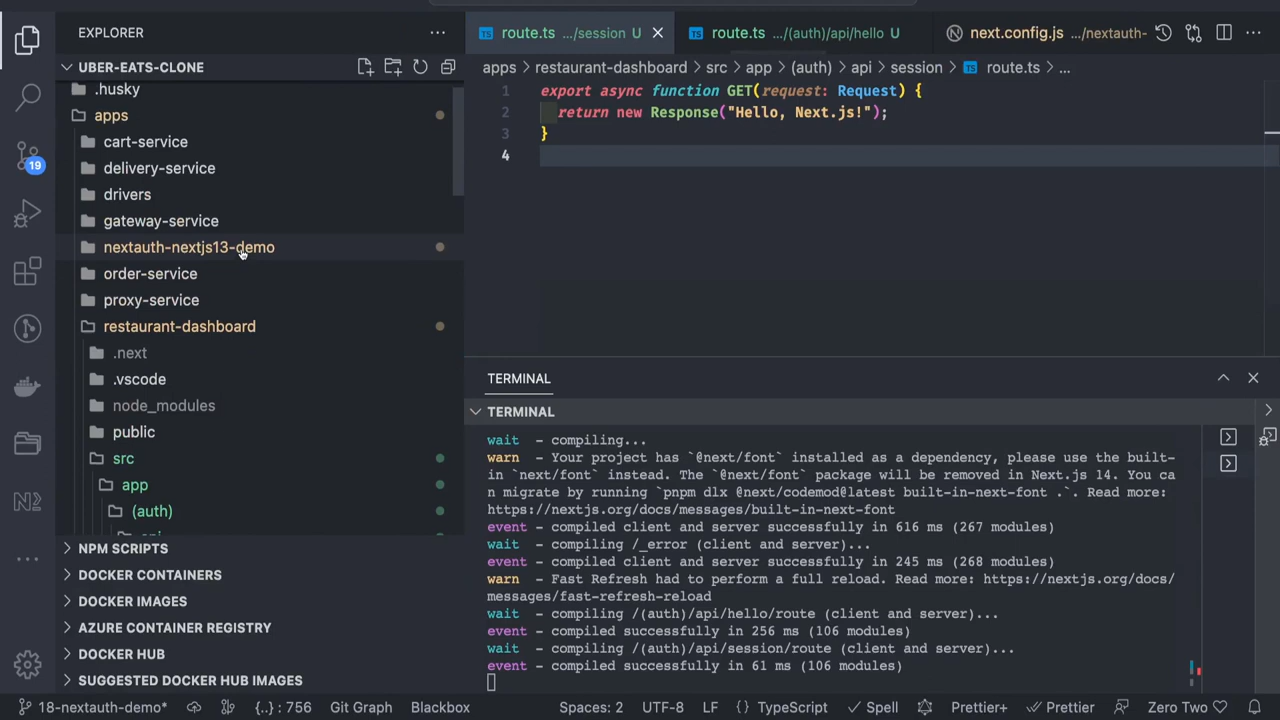 EXPLORER
UBER-EATS-CLONE
.husky
apps
cart-service
delivery-service
drivers
gateway-service
nextauth-nextjs13-demo
order-service
proxy-service
restaurant-dashboard
.next
.vscode
node_modules
public
src
app
(auth)
NPM SCRIPTS
DOCKER CONTAINERS
DOCKER IMAGES
AZURE CONTAINER REGISTRY
DOCKER HUB
SUGGESTED DOCKER HUB IMAGES
19
TS route.ts .../session U
TS route.ts .../(auth)/api/hello U
next.config.js .../nextauth-
apps > restaurant-dashboard > src > app > (auth) > api > session > TS route.ts > ...
1 export async function GET(request: Request) {
2 return new Response("Hello, Next.js!");
3 }
4
TERMINAL
TERMINAL
wait - compiling...
warn - Your project has `@next/font` installed as a dependency, please use the built-
in `next/font` instead. The `@next/font` package will be removed in Next.js 14. You ca
n migrate by running `pnpm dlx @next/codemod@latest built-in-next-font .`. Read more:
https://nextjs.org/docs/messages/built-in-next-font
event - compiled client and server successfully in 616 ms (267 modules)
wait - compiling /_error (client and server)...
event - compiled client and server successfully in 245 ms (268 modules)
warn - Fast Refresh had to perform a full reload. Read more: https://nextjs.org/docs/
messages/fast-refresh-reload
wait - compiling /(auth)/api/hello/route (client and server)...
event - compiled successfully in 256 ms (106 modules)
wait - compiling /(auth)/api/session/route (client and server)...
event - compiled successfully in 61 ms (106 modules)
18-nextauth-demo* {..} : 756 Git Graph Blackbox Spaces: 2 UTF-8 LF {} TypeScript Spell Prettier+ Prettier Zero Two